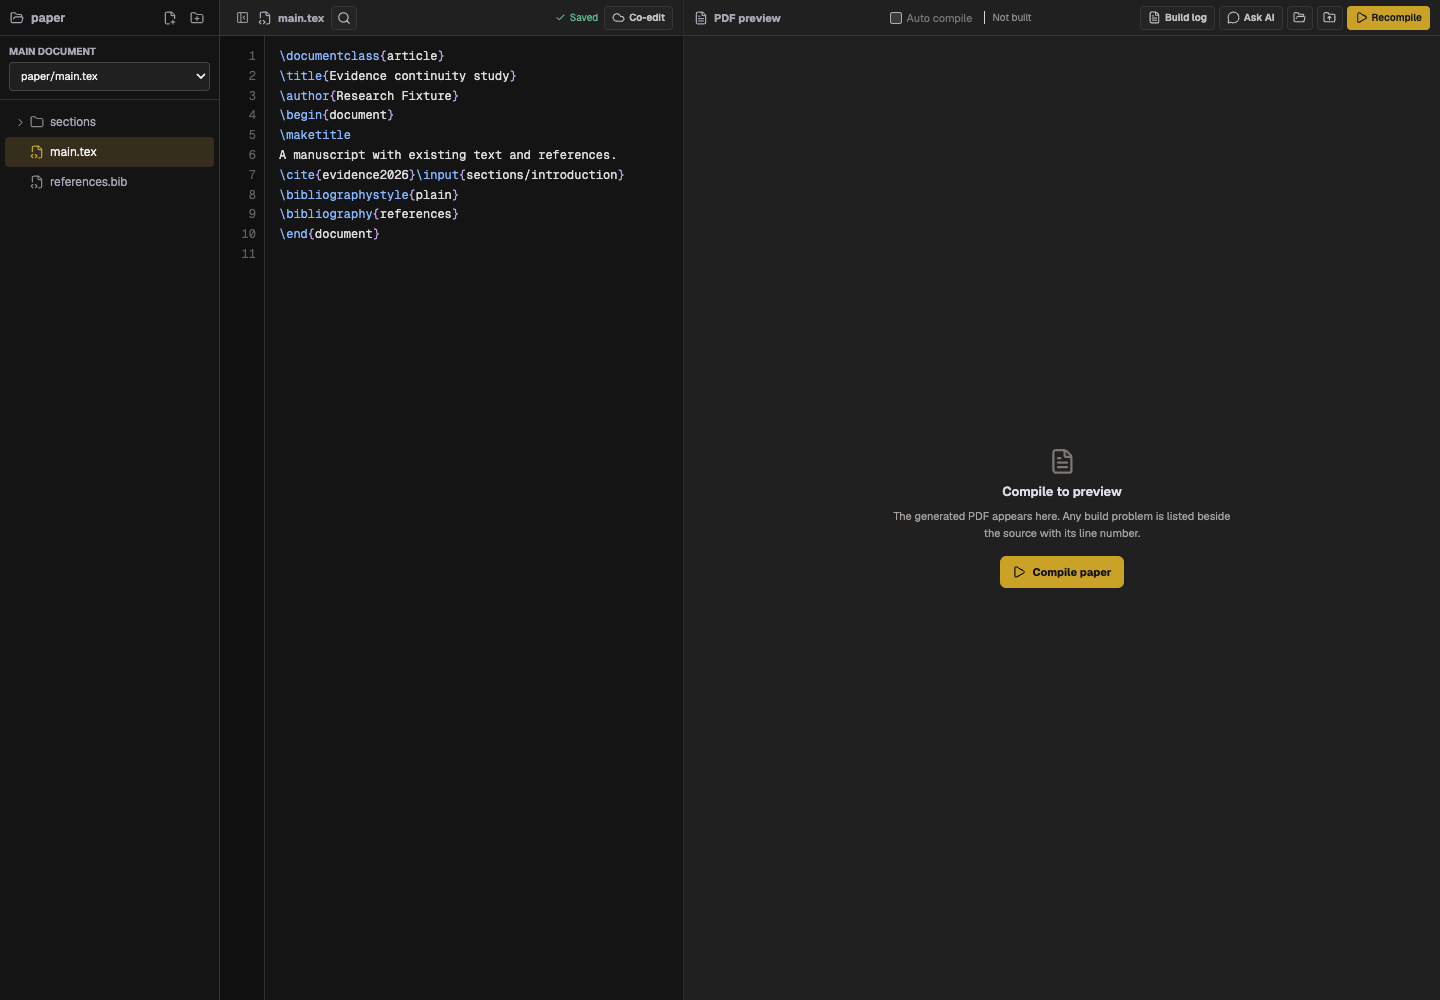 paper
MAIN DOCUMENT
paper/main.tex
sections
main.tex
references.bib
main.tex
Saved
Co-edit
1 \documentclass{article}
2 \title{Evidence continuity study}
3 \author{Research Fixture}
4 \begin{document}
5 \maketitle
6 A manuscript with existing text and references.
7 \cite{evidence2026}\input{sections/introduction}
8 \bibliographystyle{plain}
9 \bibliography{references}
10 \end{document}
11
PDF preview
Auto compile
Not built
Build log
Ask AI
Recompile
Compile to preview
The generated PDF appears here. Any build problem is listed beside
the source with its line number.
Compile paper